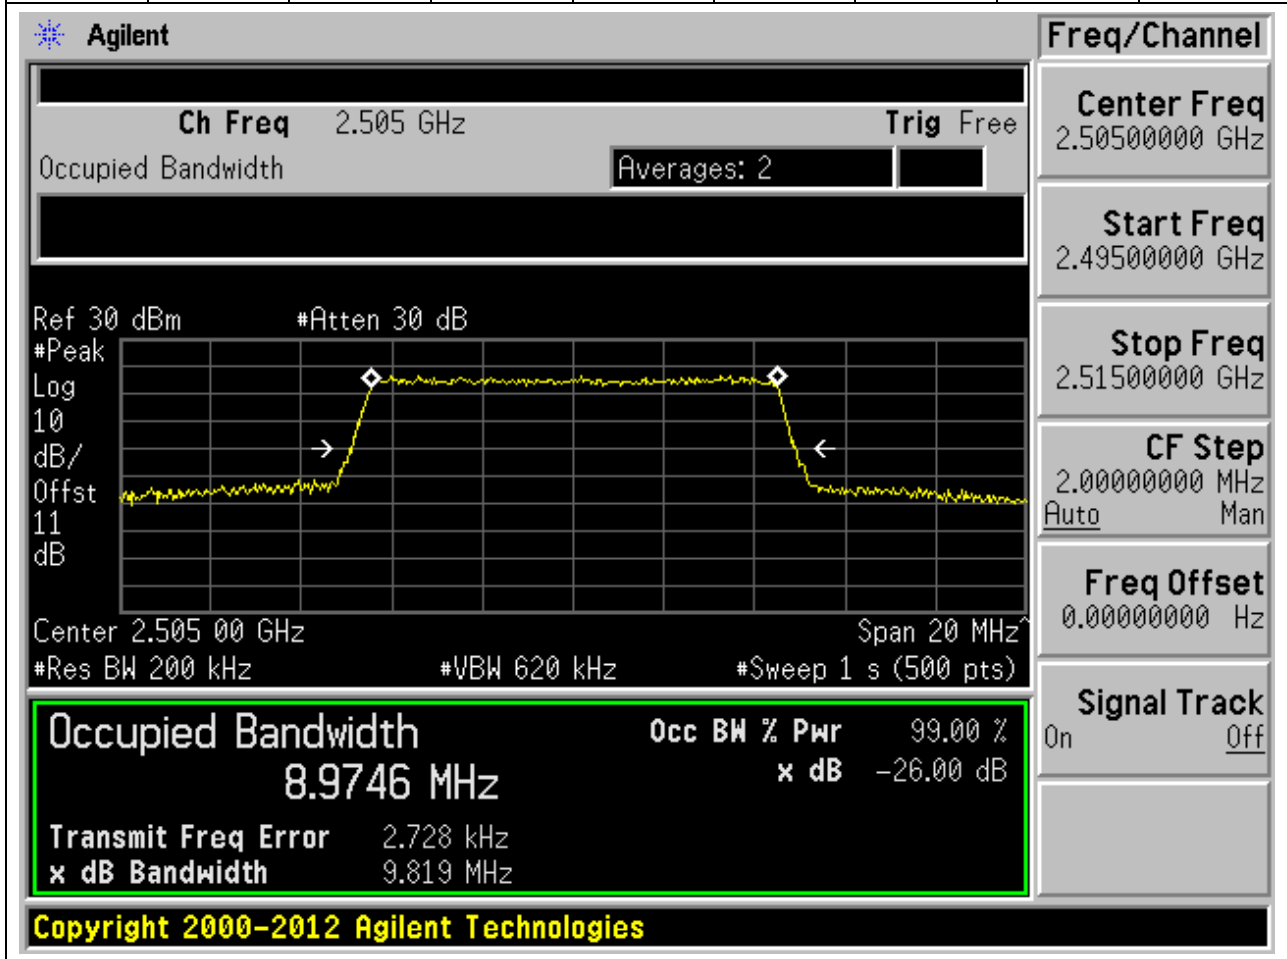 Agilent
Freq/Channel
Ch Freq 2.505 GHz Trig Free
Occupied Bandwidth Averages: 2
Center Freq
2.50500000 GHz
Start Freq
2.49500000 GHz
Stop Freq
2.51500000 GHz
CF Step
2.00000000 MHz
Auto Man
Freq Offset
0.00000000 Hz
Signal Track
On Off
Ref 30 dBm #Atten 30 dB
#Peak
Log
10
dB/
Offst
11
dB
Center 2.505 00 GHz Span 20 MHz^
#Res BW 200 kHz #VBW 620 kHz #Sweep 1 s (500 pts)
Occupied Bandwidth Occ BW % Pwr 99.00 %
8.9746 MHz x dB -26.00 dB
Transmit Freq Error 2.728 kHz
x dB Bandwidth 9.819 MHz
Copyright 2000-2012 Agilent Technologies